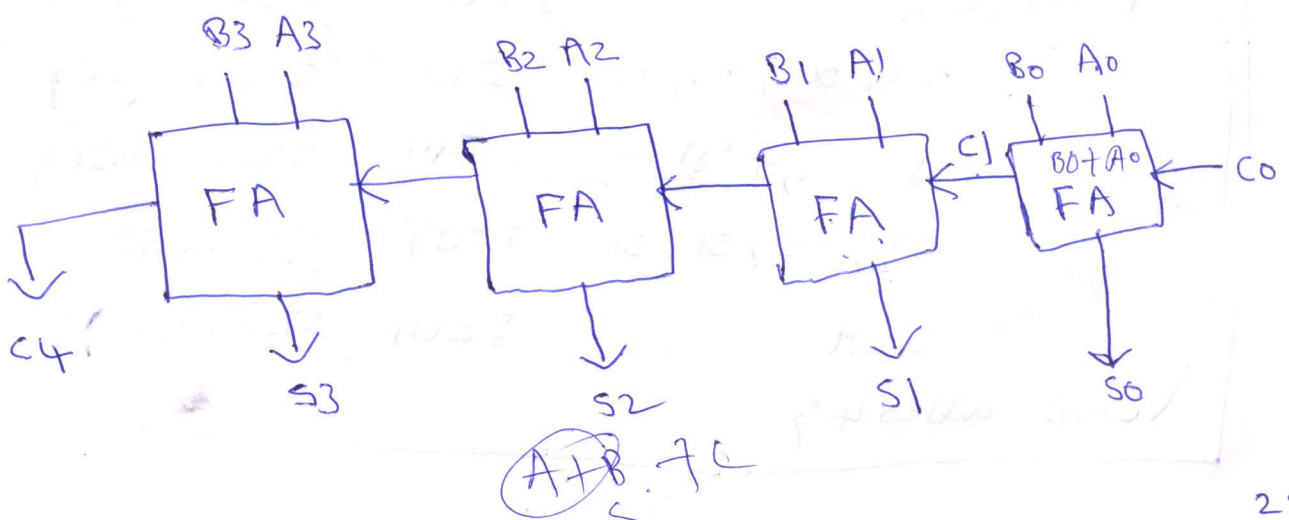 B3 A3 B2 A2 B1 A1 B0 A0
C1 B0+A0 C0
FA FA FA FA
C4 S3 S2 S1 S0
A+B+C
2